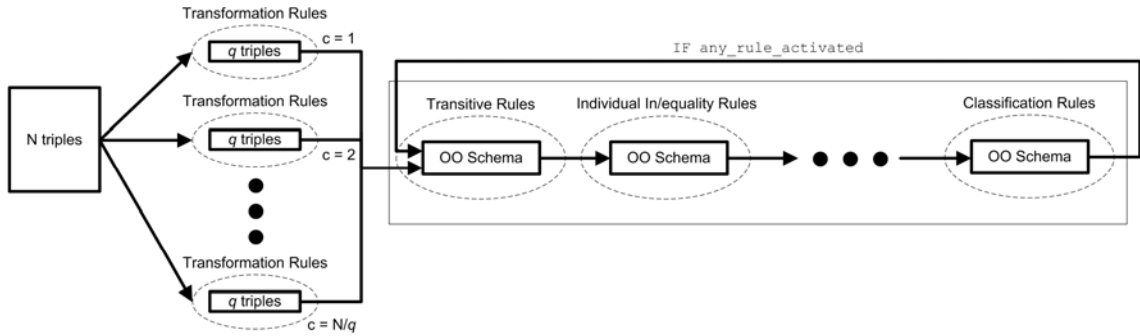 N triples
Transformation Rules
q triples
c = 1
Transformation Rules
q triples
c = 2
Transformation Rules
q triples
c = N/q
IF any_rule_activated
Transitive Rules
OO Schema
Individual In/equality Rules
OO Schema
Classification Rules
OO Schema